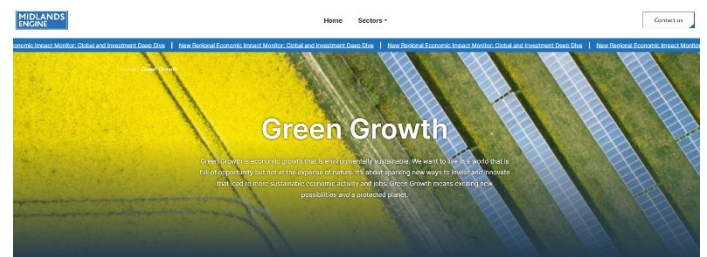 MIDLANDS
ENGINE
Home Sectors
Contact us
onomic Impact Monitor: Global and Investment Deep Dive | New Regional Economic Impact Monitor: Global and Investment Deep Dive | New Regional Economic Impact Monitor: Global and Investment Deep Dive | New Regional Economic Impact Monitor
Home / Green Growth
Green Growth
Green Growth is economic growth that is environmentally sustainable. We want to live in a world that is
full of opportunity but not at the expense of nature. It's about sparking new ways to invest and innovate
that lead to more sustainable economic activity and jobs. Green Growth means exciting new
possibilities and a protected planet.